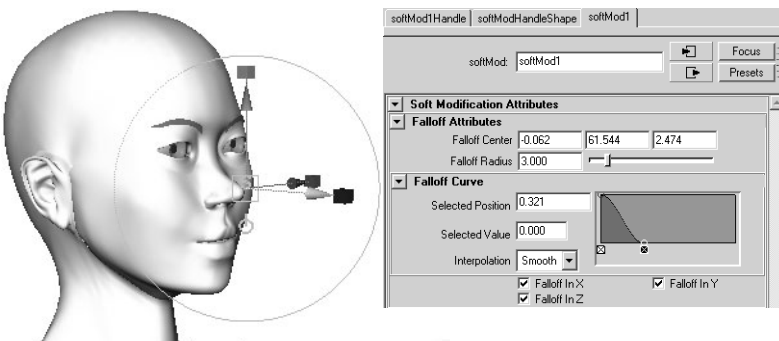 softMod1Handle softModHandleShape softMod1
softMod: softMod1
Focus
Presets
Soft Modification Attributes
Falloff Attributes
Falloff Center -0.062 61.544 2.474
Falloff Radius 3.000
Falloff Curve
Selected Position 0.321
Selected Value 0.000
Interpolation Smooth
Falloff In X Falloff In Y
Falloff In Z